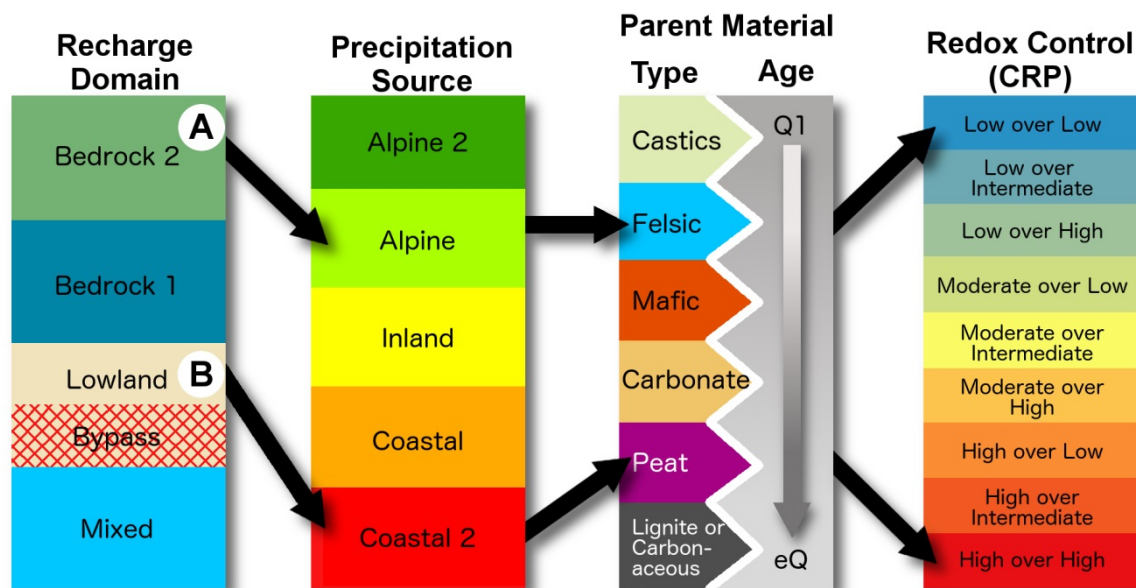 Recharge
Domain
Bedrock 2
A
Bedrock 1
Lowland
B
Bypass
Mixed
Precipitation
Source
Alpine 2
Alpine
Inland
Coastal
Coastal 2
Parent Material
Type
Age
Castics
Felsic
Mafic
Carbonate
Peat
Lignite or
Carbon-
aceous
Q1
eQ
Redox Control
(CRP)
Low over Low
Low over
Intermediate
Low over High
Moderate over Low
Moderate over
Intermediate
Moderate over
High
High over Low
High over
Intermediate
High over High